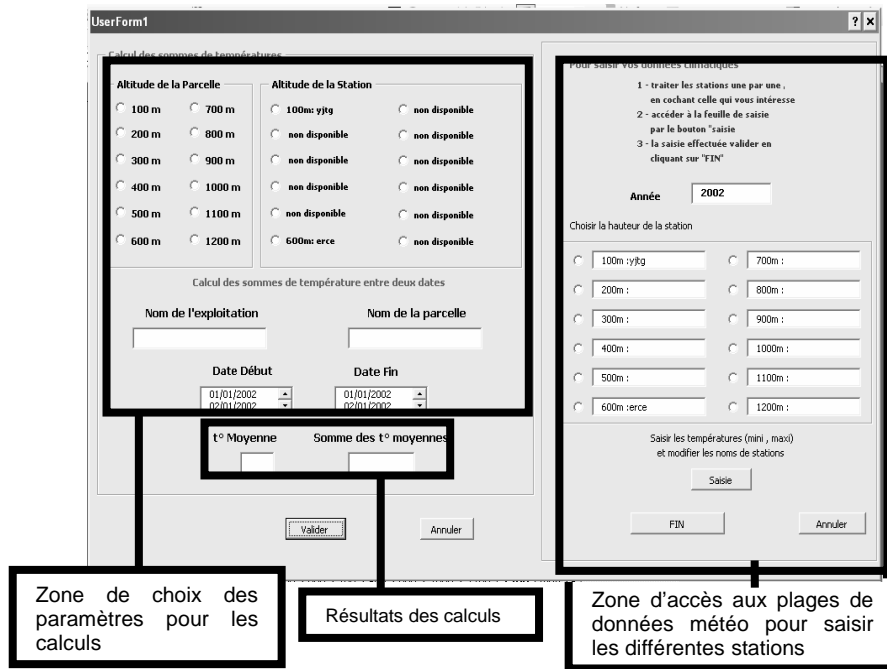 UserForm1
Calcul des sommes de températures
Altitude de la Parcelle
100 m
700 m
200 m
800 m
300 m
900 m
400 m
1000 m
500 m
1100 m
600 m
1200 m
Altitude de la Station
100m: yjtg
non disponible
non disponible
non disponible
non disponible
non disponible
non disponible
non disponible
non disponible
non disponible
600m: erce
non disponible
Calcul des sommes de température entre deux dates
Nom de l'exploitation
Nom de la parcelle
Date Début
Date Fin
01/01/2002
02/01/2002
01/01/2002
02/01/2002
t° Moyenne
Somme des t° moyennes
Valider
Annuler
Pour saisir vos données climatiques
1 - traiter les stations une par une ,
en cochant celle qui vous intéresse
2 - accéder à la feuille de saisie
par le bouton "saisie
3 - la saisie effectuée valider en
cliquant sur "FIN"
Année
2002
Choisir la hauteur de la station
100m :yjtg
700m :
200m :
800m :
300m :
900m :
400m :
1000m :
500m :
1100m :
600m :erce
1200m :
Saisir les températures (mini , maxi)
et modifier les noms de stations
Saisie
FIN
Annuler
Zone de choix des
paramètres pour les
calculs
Résultats des calculs
Zone d'accès aux plages de
données météo pour saisir
les différentes stations